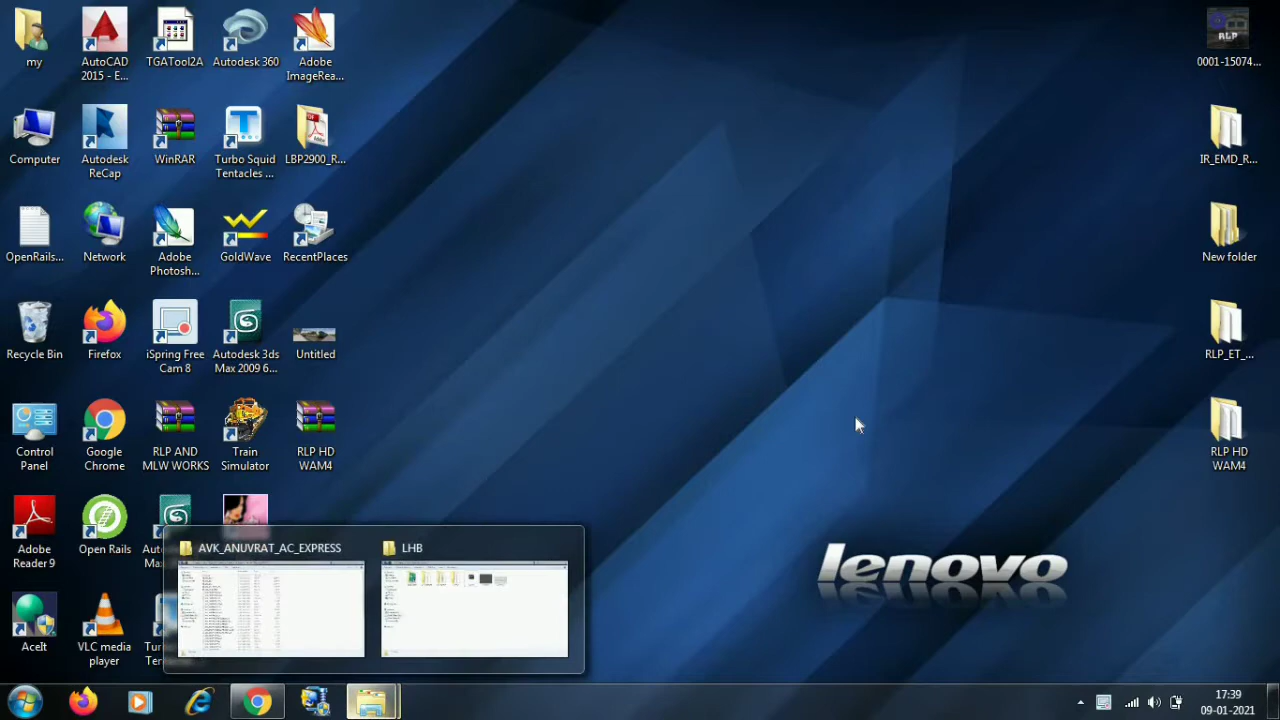 my
AutoCAD
2015 - E...
TGATool2A
Autodesk 360
Adobe
ImageRea...
RLP
0001-15074...
Computer
Autodesk
ReCap
WinRAR
Turbo Squid
Tentacles ...
LBP2900_R...
IR_EMD_R...
OpenRails...
Network
Adobe
Photosh...
GoldWave
RecentPlaces
New folder
Recycle Bin
Firefox
iSpring Free
Cam 8
Autodesk 3ds
Max 2009 6...
Untitled
RLP_ET_...
Control
Panel
Google
Chrome
RLP AND
MLW WORKS
Train
Simulator
RLP HD
WAM4
RLP HD
WAM4
Adobe
Reader 9
Open Rails
AVK_ANUVRAT_AC_EXPRESS
LHB
lenovo
AceIt
VLC media
player
17:39
09-01-2021